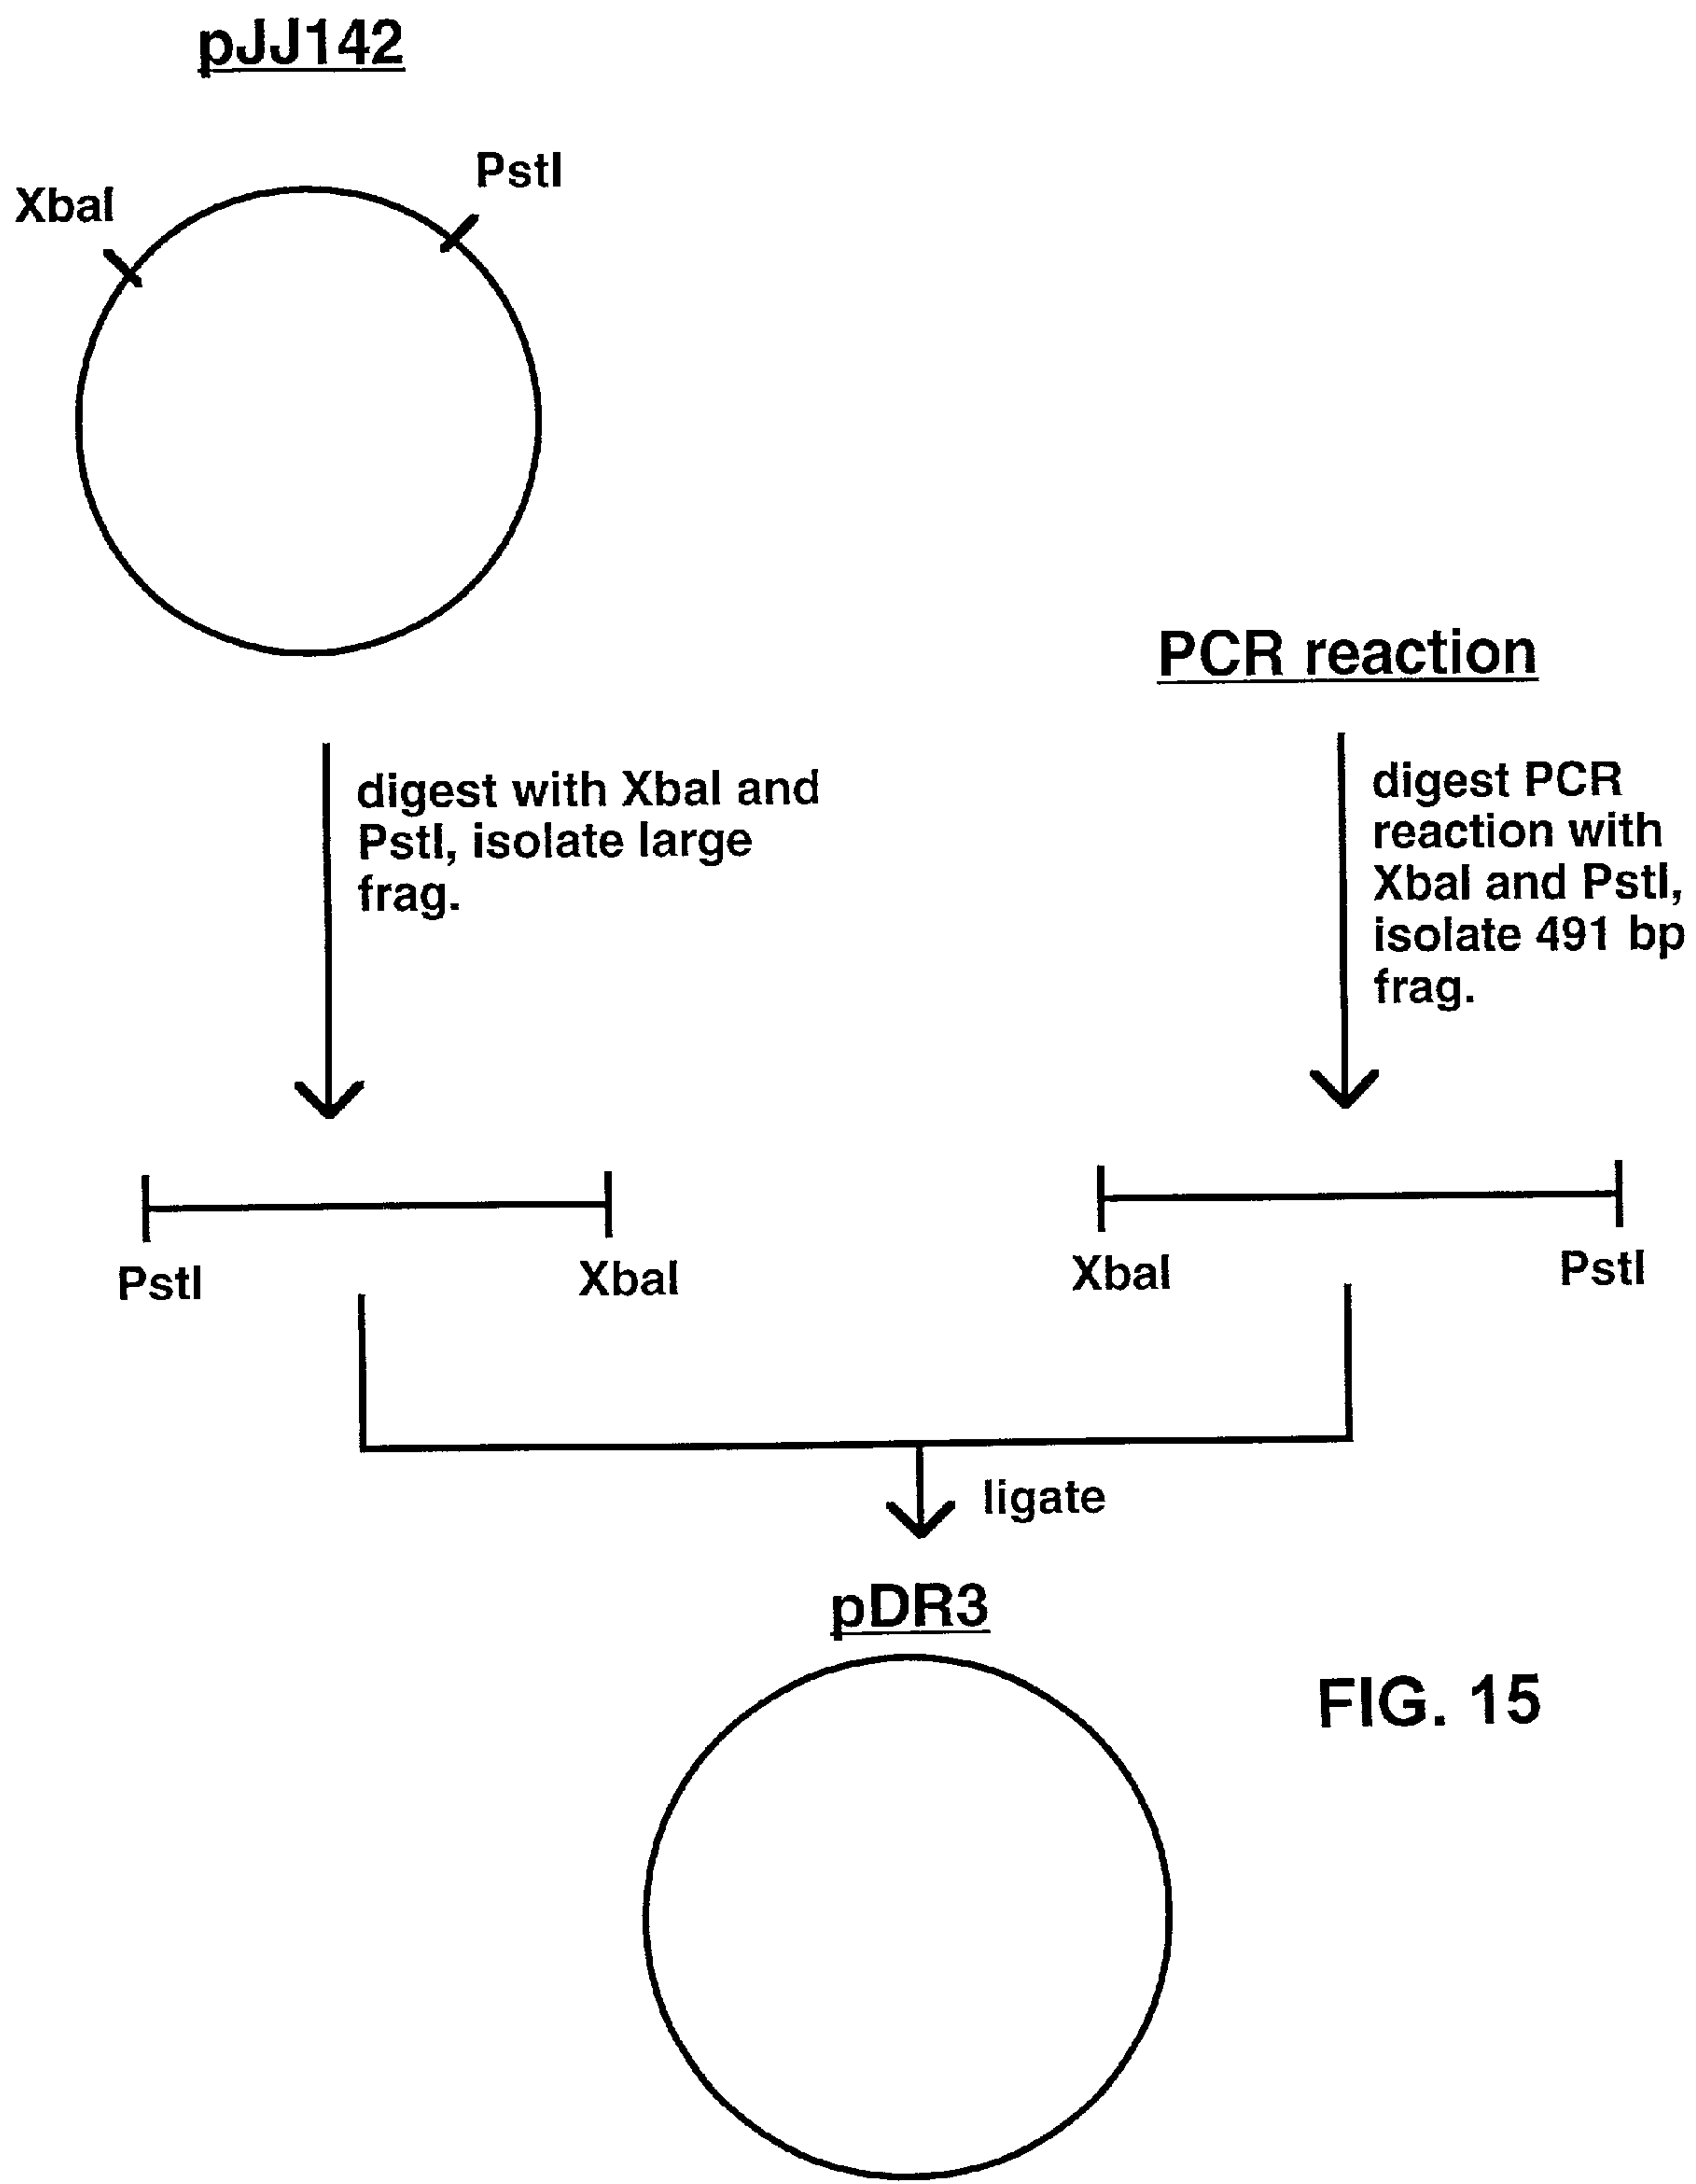 pJJ142
XbaI
PstI
PCR reaction
digest with XbaI and
PstI, isolate large
frag.
digest PCR
reaction with
XbaI and PstI,
isolate 491 bp
frag.
PstI
XbaI
XbaI
PstI
ligate
pDR3
FIG. 15